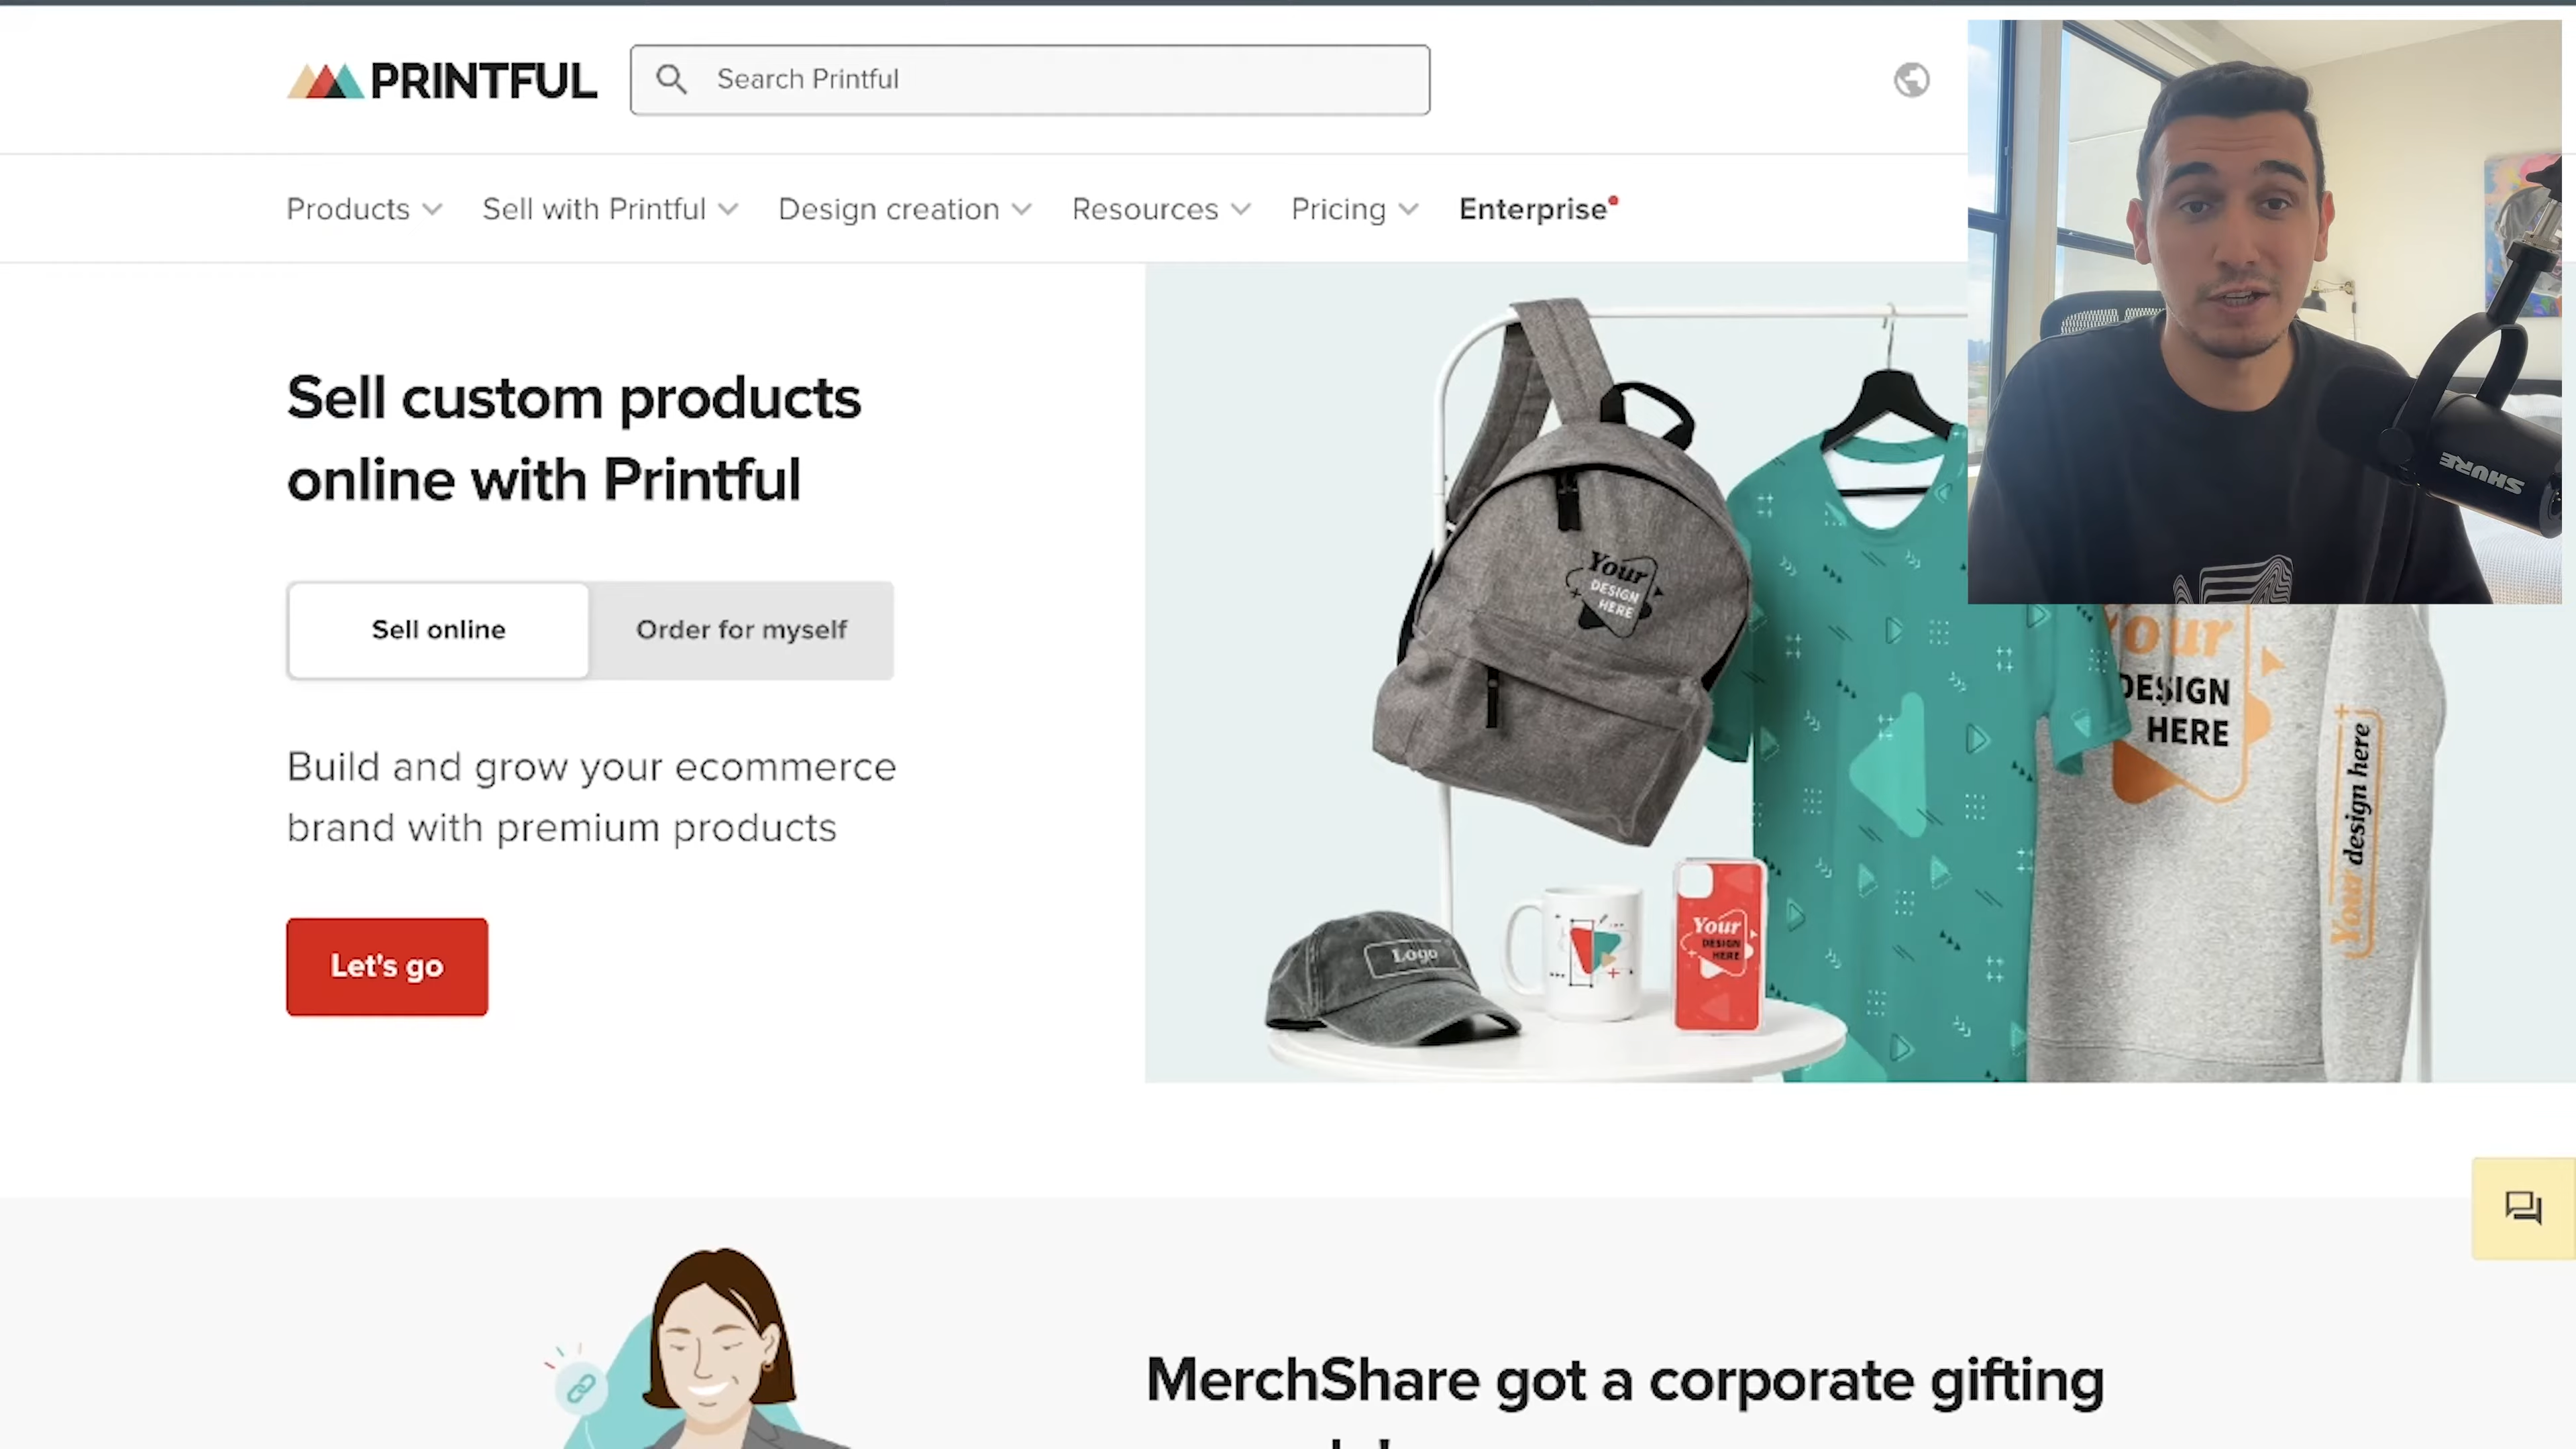 PRINTFUL
Search Printful
Products
Sell with Printful
Design creation
Resources
Pricing
Enterprise
Sell custom products
online with Printful
Sell online
Order for myself
Build and grow your ecommerce
brand with premium products
Let's go
Your
DESIGN
HERE
Logo
Your
DESIGN
HERE
Your
DESIGN
HERE
Your design here
SHURE
MerchShare got a corporate gifting